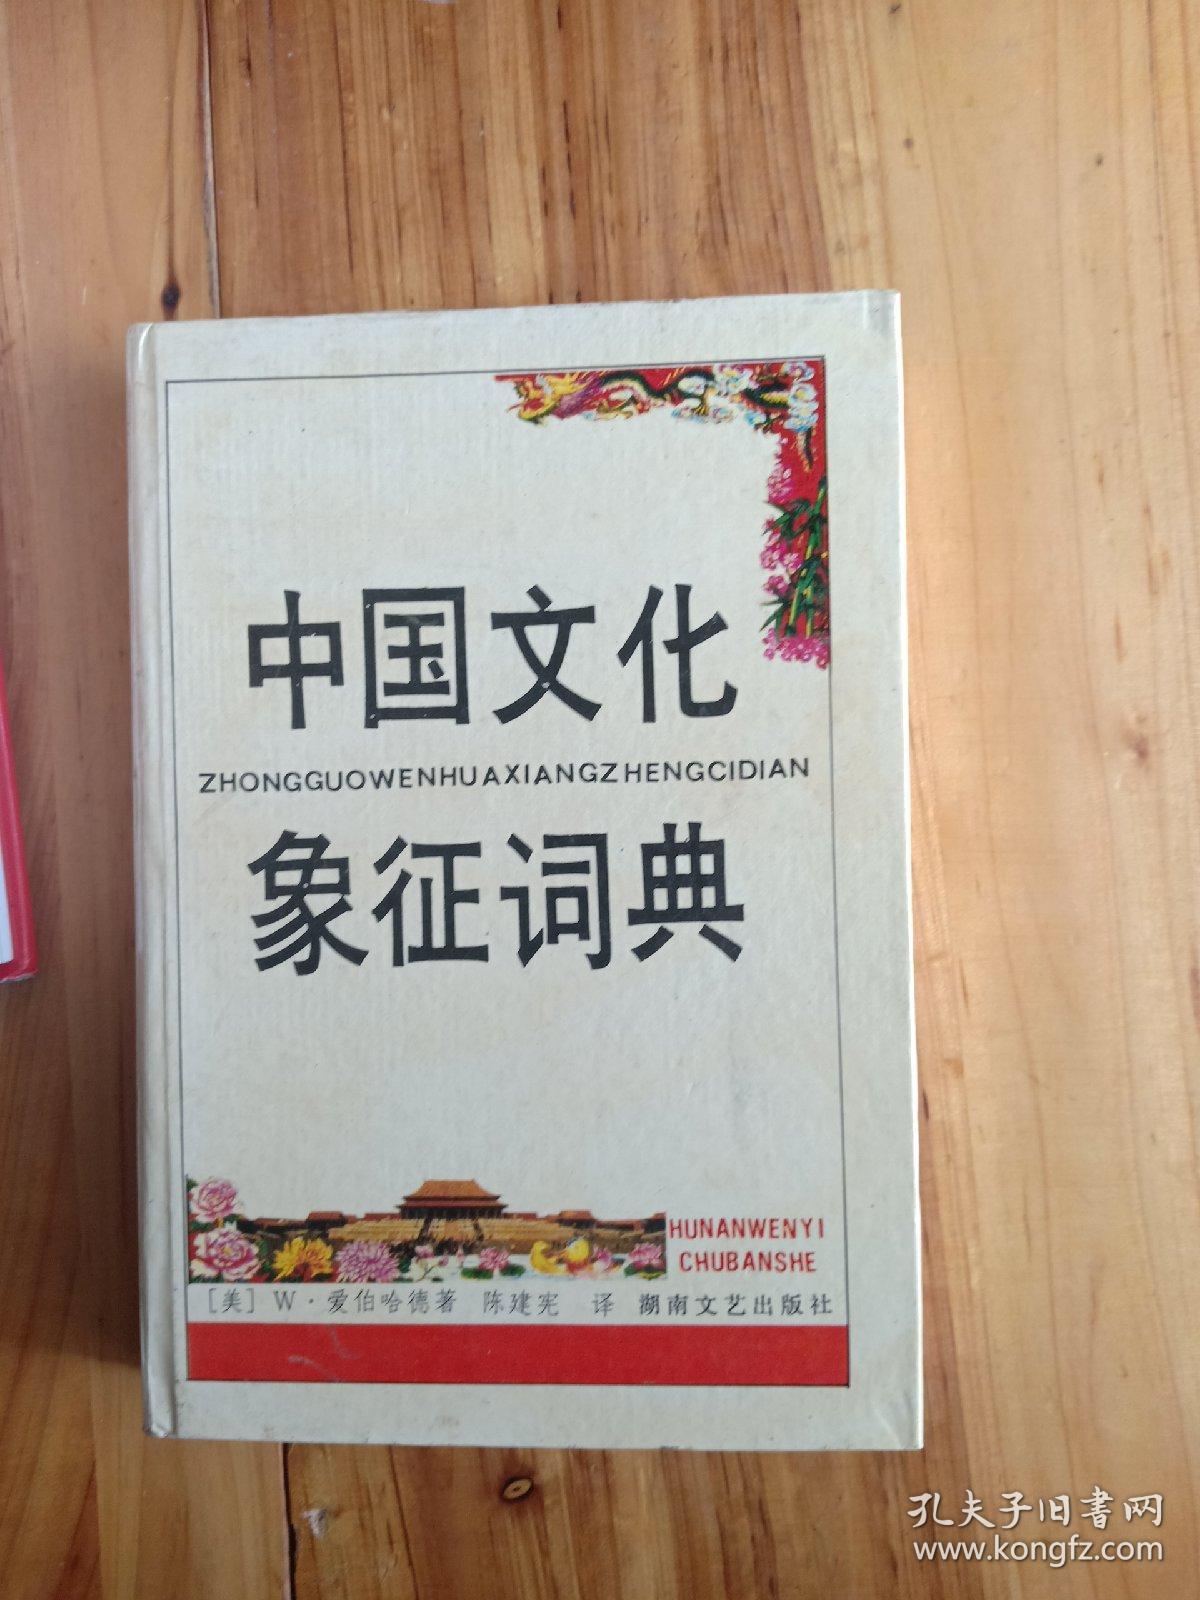 中国文化
ZHONGGUOWENHUAXIANGZHENGCIDIAN
象征词典
HUNANWENYI
CHUBANSHE
[美] W·爱伯哈德著 陈建宪 译 湖南文艺出版社
孔夫子旧书网
www.kongfz.com